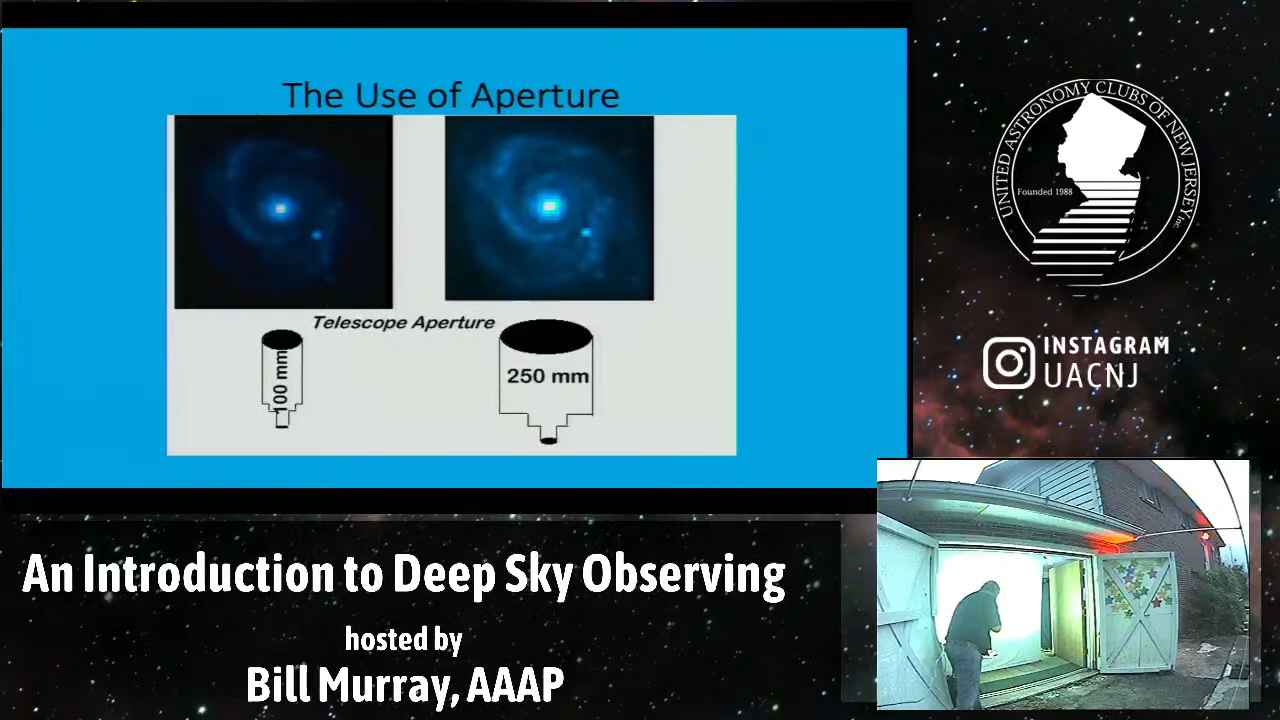 The Use of Aperture
Telescope Aperture
100 mm
250 mm
UNITED ASTRONOMY CLUBS OF NEW JERSEY Inc.
Founded 1988
INSTAGRAM
UACNJ
An Introduction to Deep Sky Observing
hosted by
Bill Murray, AAAP